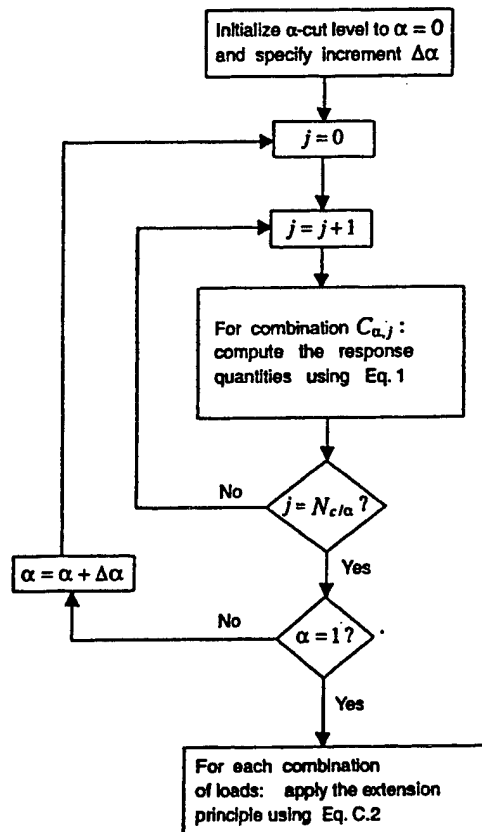 Initialize α-cut level to α = 0
and specify increment Δα
j = 0
j = j + 1
For combination C_{α,j} :
compute the response
quantities using Eq. 1
No
j = N_{c/α} ?
Yes
α = α + Δα
No
α = 1 ?
Yes
For each combination
of loads: apply the extension
principle using Eq. C.2